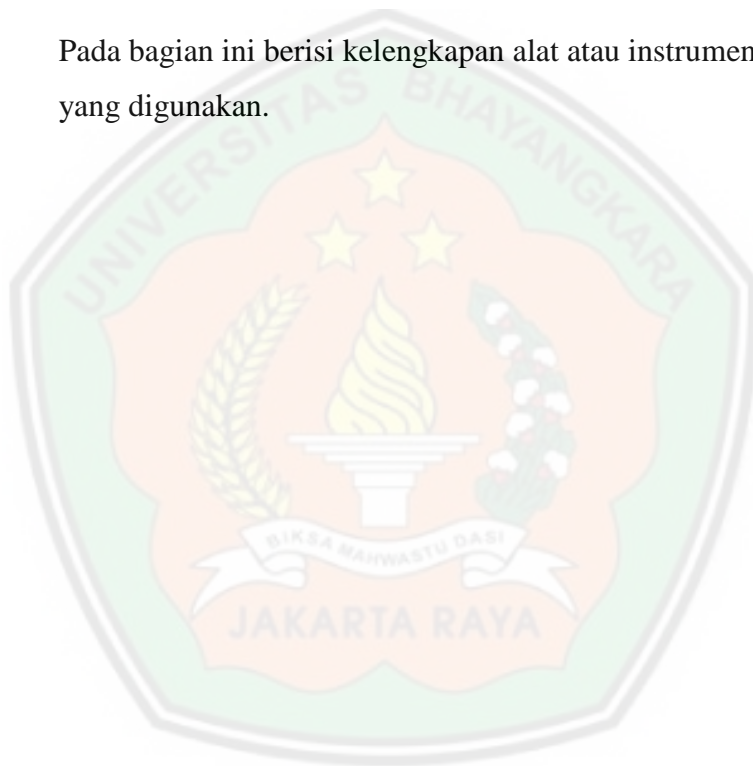 Pada bagian ini berisi kelengkapan alat atau instrumen
yang digunakan.
UNIVERSITAS BHAYANGKARA
BIKSA MAHWASTU DASI
JAKARTA RAYA